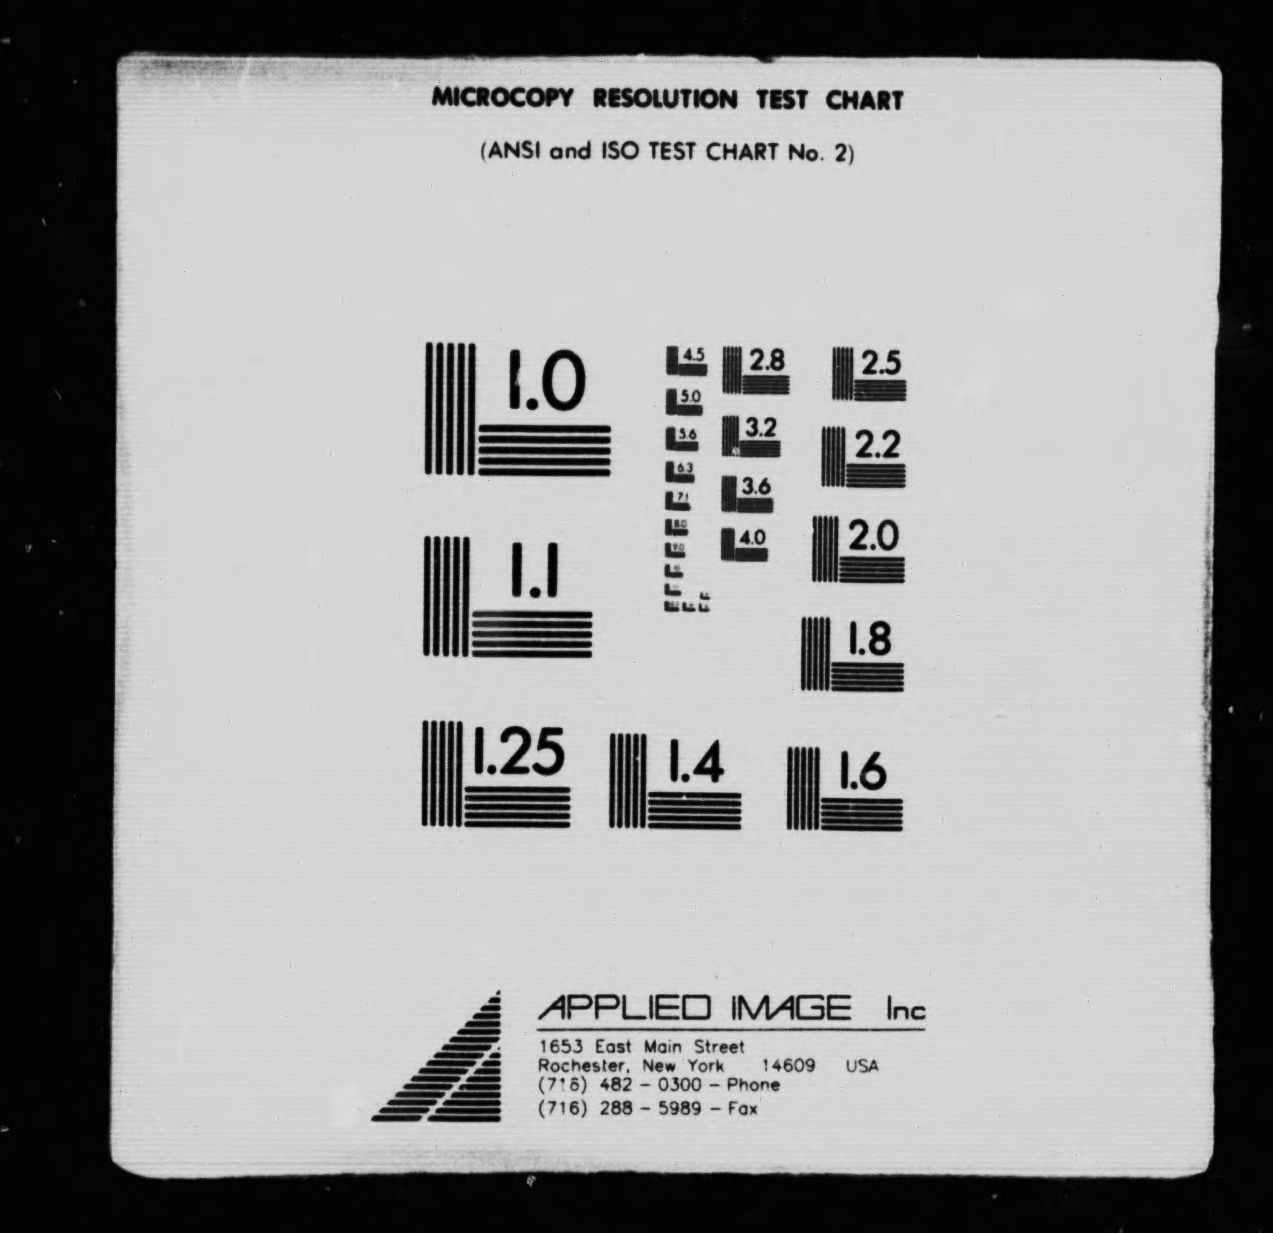 MICROCOPY RESOLUTION TEST CHART
(ANSI and ISO TEST CHART No. 2)
1.0
4.5
2.8
2.5
5.0
3.2
2.2
5.6
6.3
3.6
7.1
2.0
8.0
4.0
9.0
1.1
1.8
1.25
1.4
1.6
APPLIED IMAGE Inc
1653 East Main Street
Rochester, New York 14609 USA
(716) 482 - 0300 - Phone
(716) 288 - 5989 - Fax